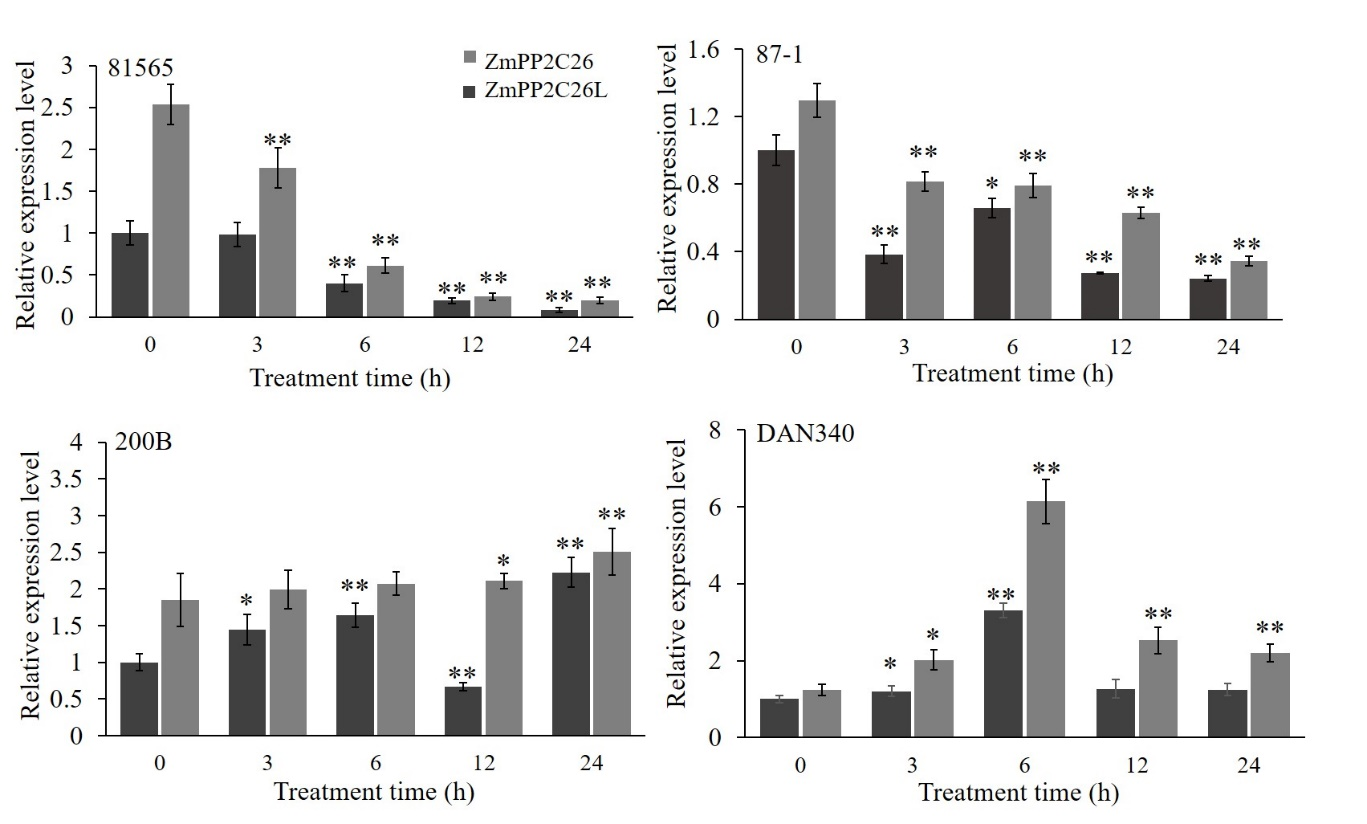 81565
ZmPP2C26
ZmPP2C26L
Relative expression level
3
2.5
2
1.5
1
0.5
0
** ** ** ** ** ** **
0 3 6 12 24
Treatment time (h)
87-1
Relative expression level
1.6
1.2
0.8
0.4
0
** ** * ** ** ** ** **
0 3 6 12 24
Treatment time (h)
200B
Relative expression level
4
3.5
3
2.5
2
1.5
1
0.5
0
* ** ** * ** **
0 3 6 12 24
Treatment time (h)
DAN340
Relative expression level
8
6
4
2
0
* * ** ** ** **
0 3 6 12 24
Treatment time (h)